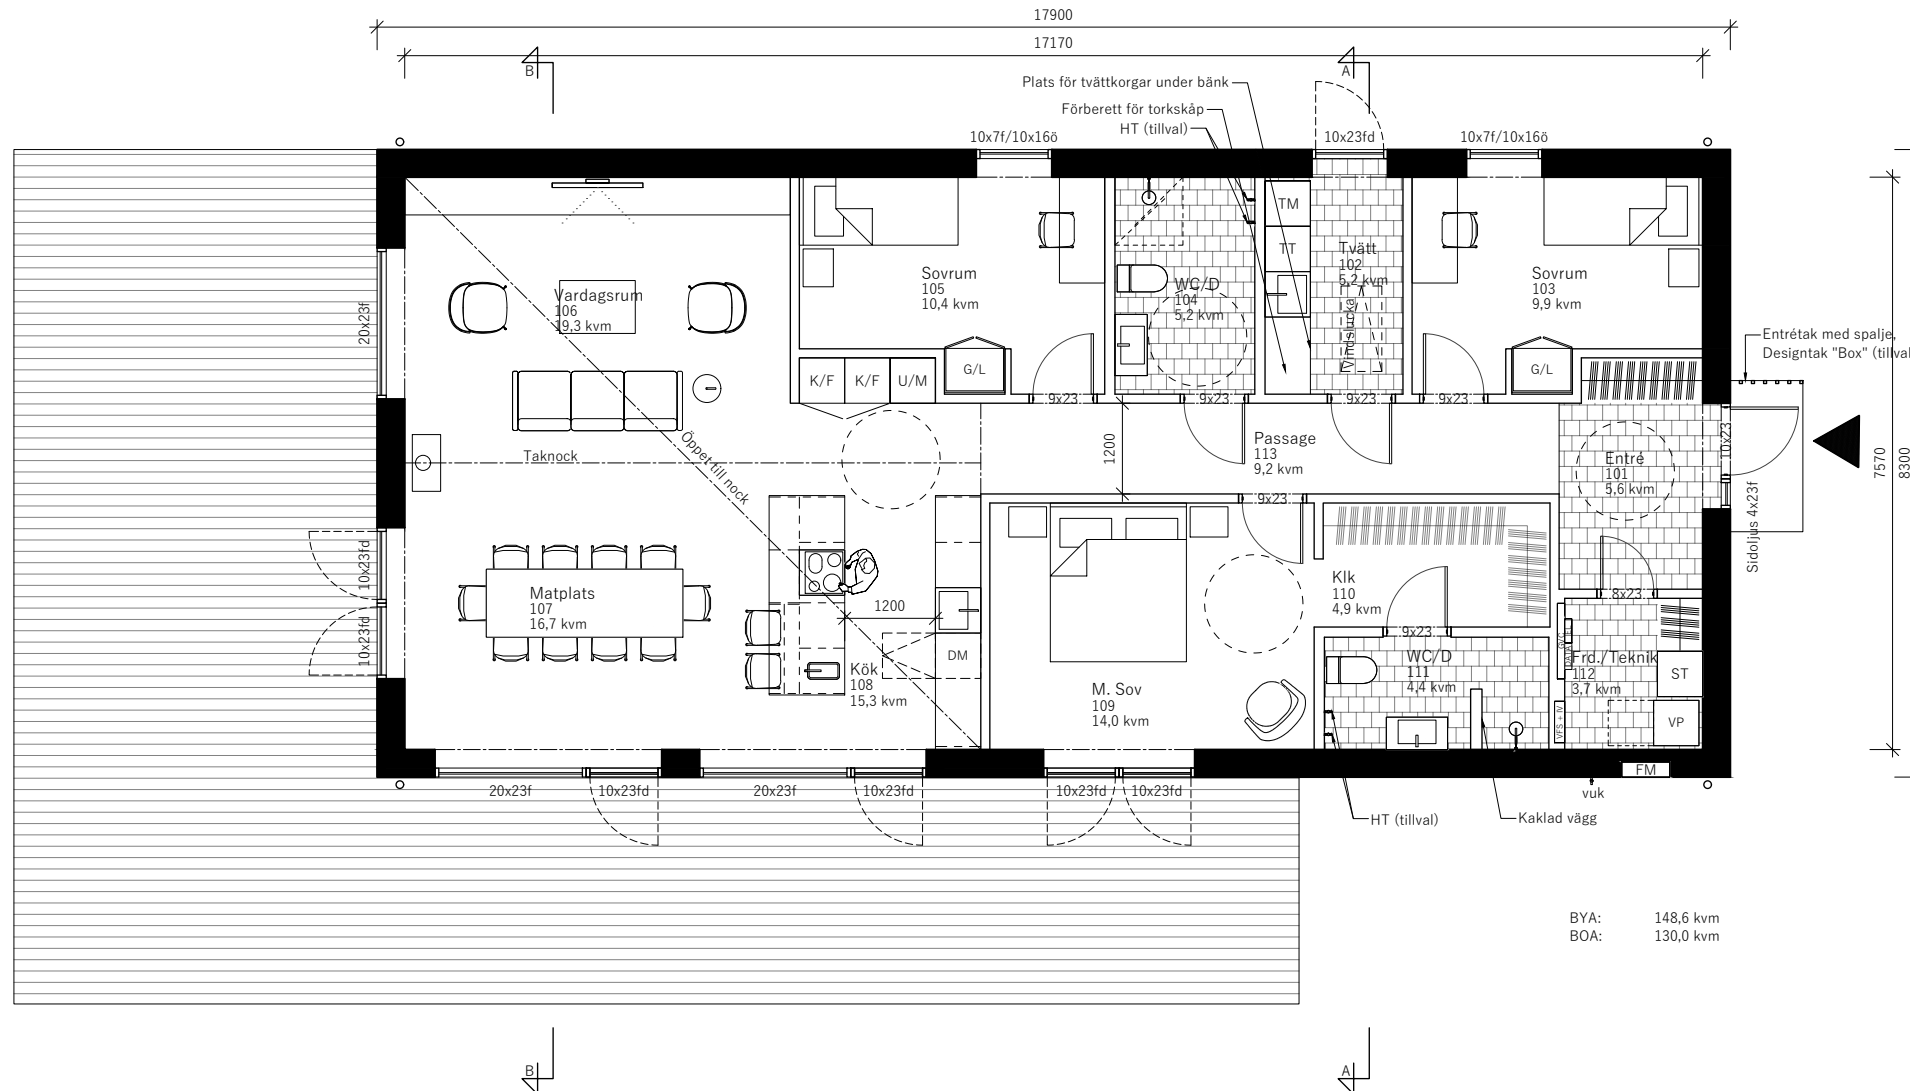 17900
17170
B
A
Plats för tvättkorgar under bänk
Förberett för torkskåp
HT (tillval)
10x7f/10x16ö
10x23fd
10x7f/10x16ö
TM
TT
Tvätt
102
5,2 kvm
Vindslucka
WC/D
104
5,2 kvm
Sovrum
105
10,4 kvm
Sovrum
103
9,9 kvm
Vardagsrum
106
19,3 kvm
20x23f
Entrétak med spalje,
Designtak "Box" (tillval
K/F
K/F
U/M
G/L
G/L
9x23
9x23
9x23
9x23
Öppet till nock
Taknock
1200
Passage
113
9,2 kvm
9x23
Entré
101
5,6 kvm
10x23
Sidoljus 4x23f
7570
8300
10x23fd
10x23fd
Matplats
107
16,7 kvm
1200
DM
Kök
108
15,3 kvm
M. Sov
109
14,0 kvm
Klk
110
4,9 kvm
9x23
8x23
WC/D
111
4,4 kvm
Frd./Teknik
112
3,7 kvm
ST
VP
VFS + IV
FM
vuk
20x23f
10x23fd
20x23f
10x23fd
10x23fd
10x23fd
HT (tillval)
Kaklad vägg
BYA: 148,6 kvm
BOA: 130,0 kvm
B
A